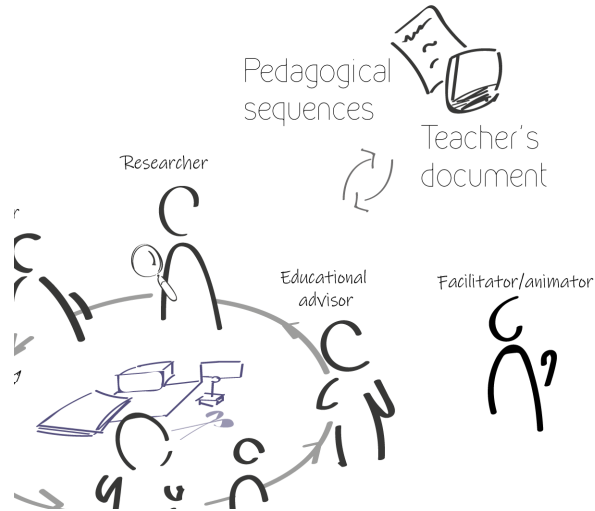 Pedagogical
sequences
Teacher's
document
Researcher
r
Educational
advisor
Facilitator/animator